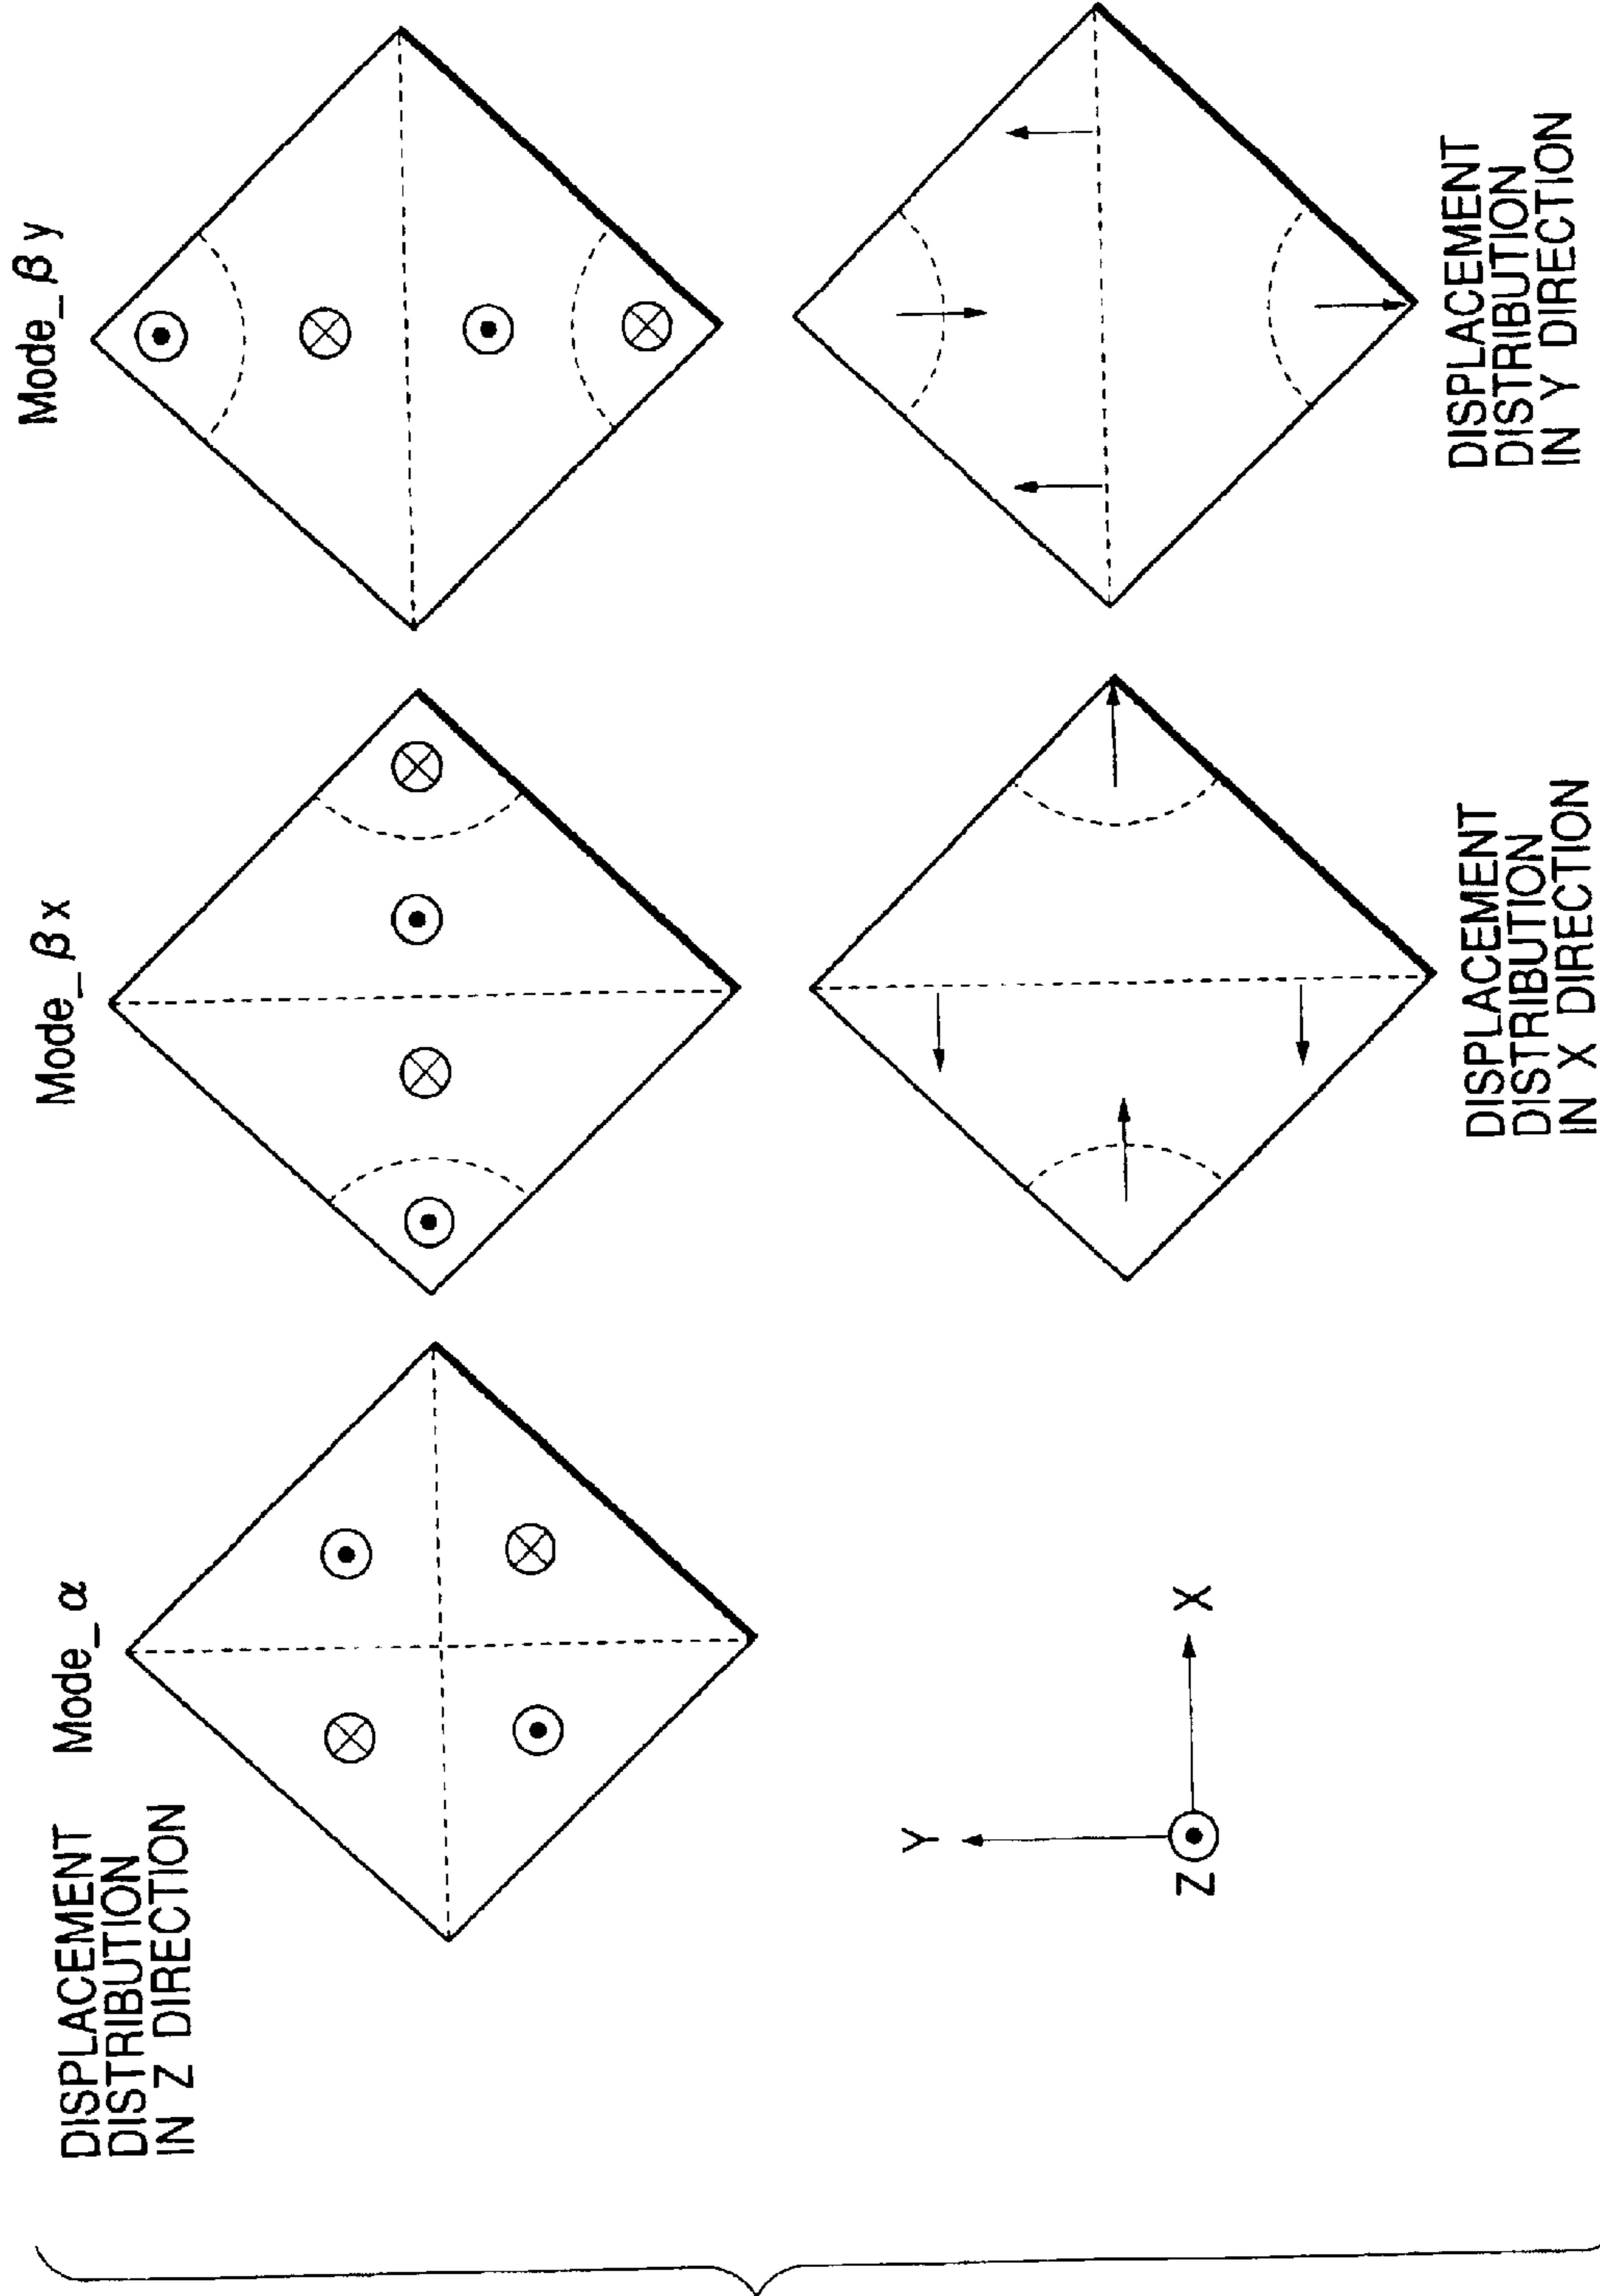 DISPLACEMENT
DISTRIBUTION
IN Z DIRECTION
Mode_α
Mode_βx
Mode_βy
Y
X
Z
DISPLACEMENT
DISTRIBUTION
IN X DIRECTION
DISPLACEMENT
DISTRIBUTION
IN Y DIRECTION